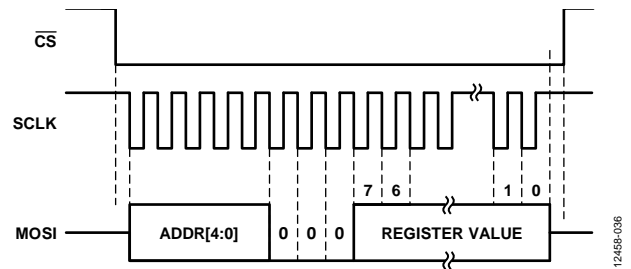 CS
SCLK
7 6 1 0
MOSI ADDR[4:0] 0 0 0 REGISTER VALUE
12458-036